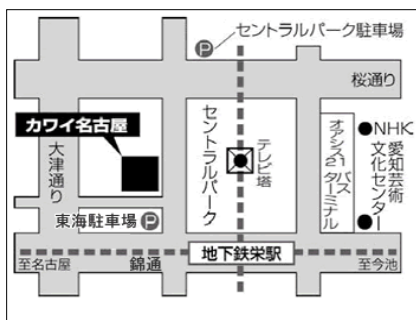 セントラルパーク駐車場
P
桜通り
カワイ名古屋
大津通り
セントラルパーク
テレビ塔
オアシス21
バスターミナル
NHK
愛知芸術
文化センター
東海駐車場 P
地下鉄栄駅
至名古屋
錦通
至今池